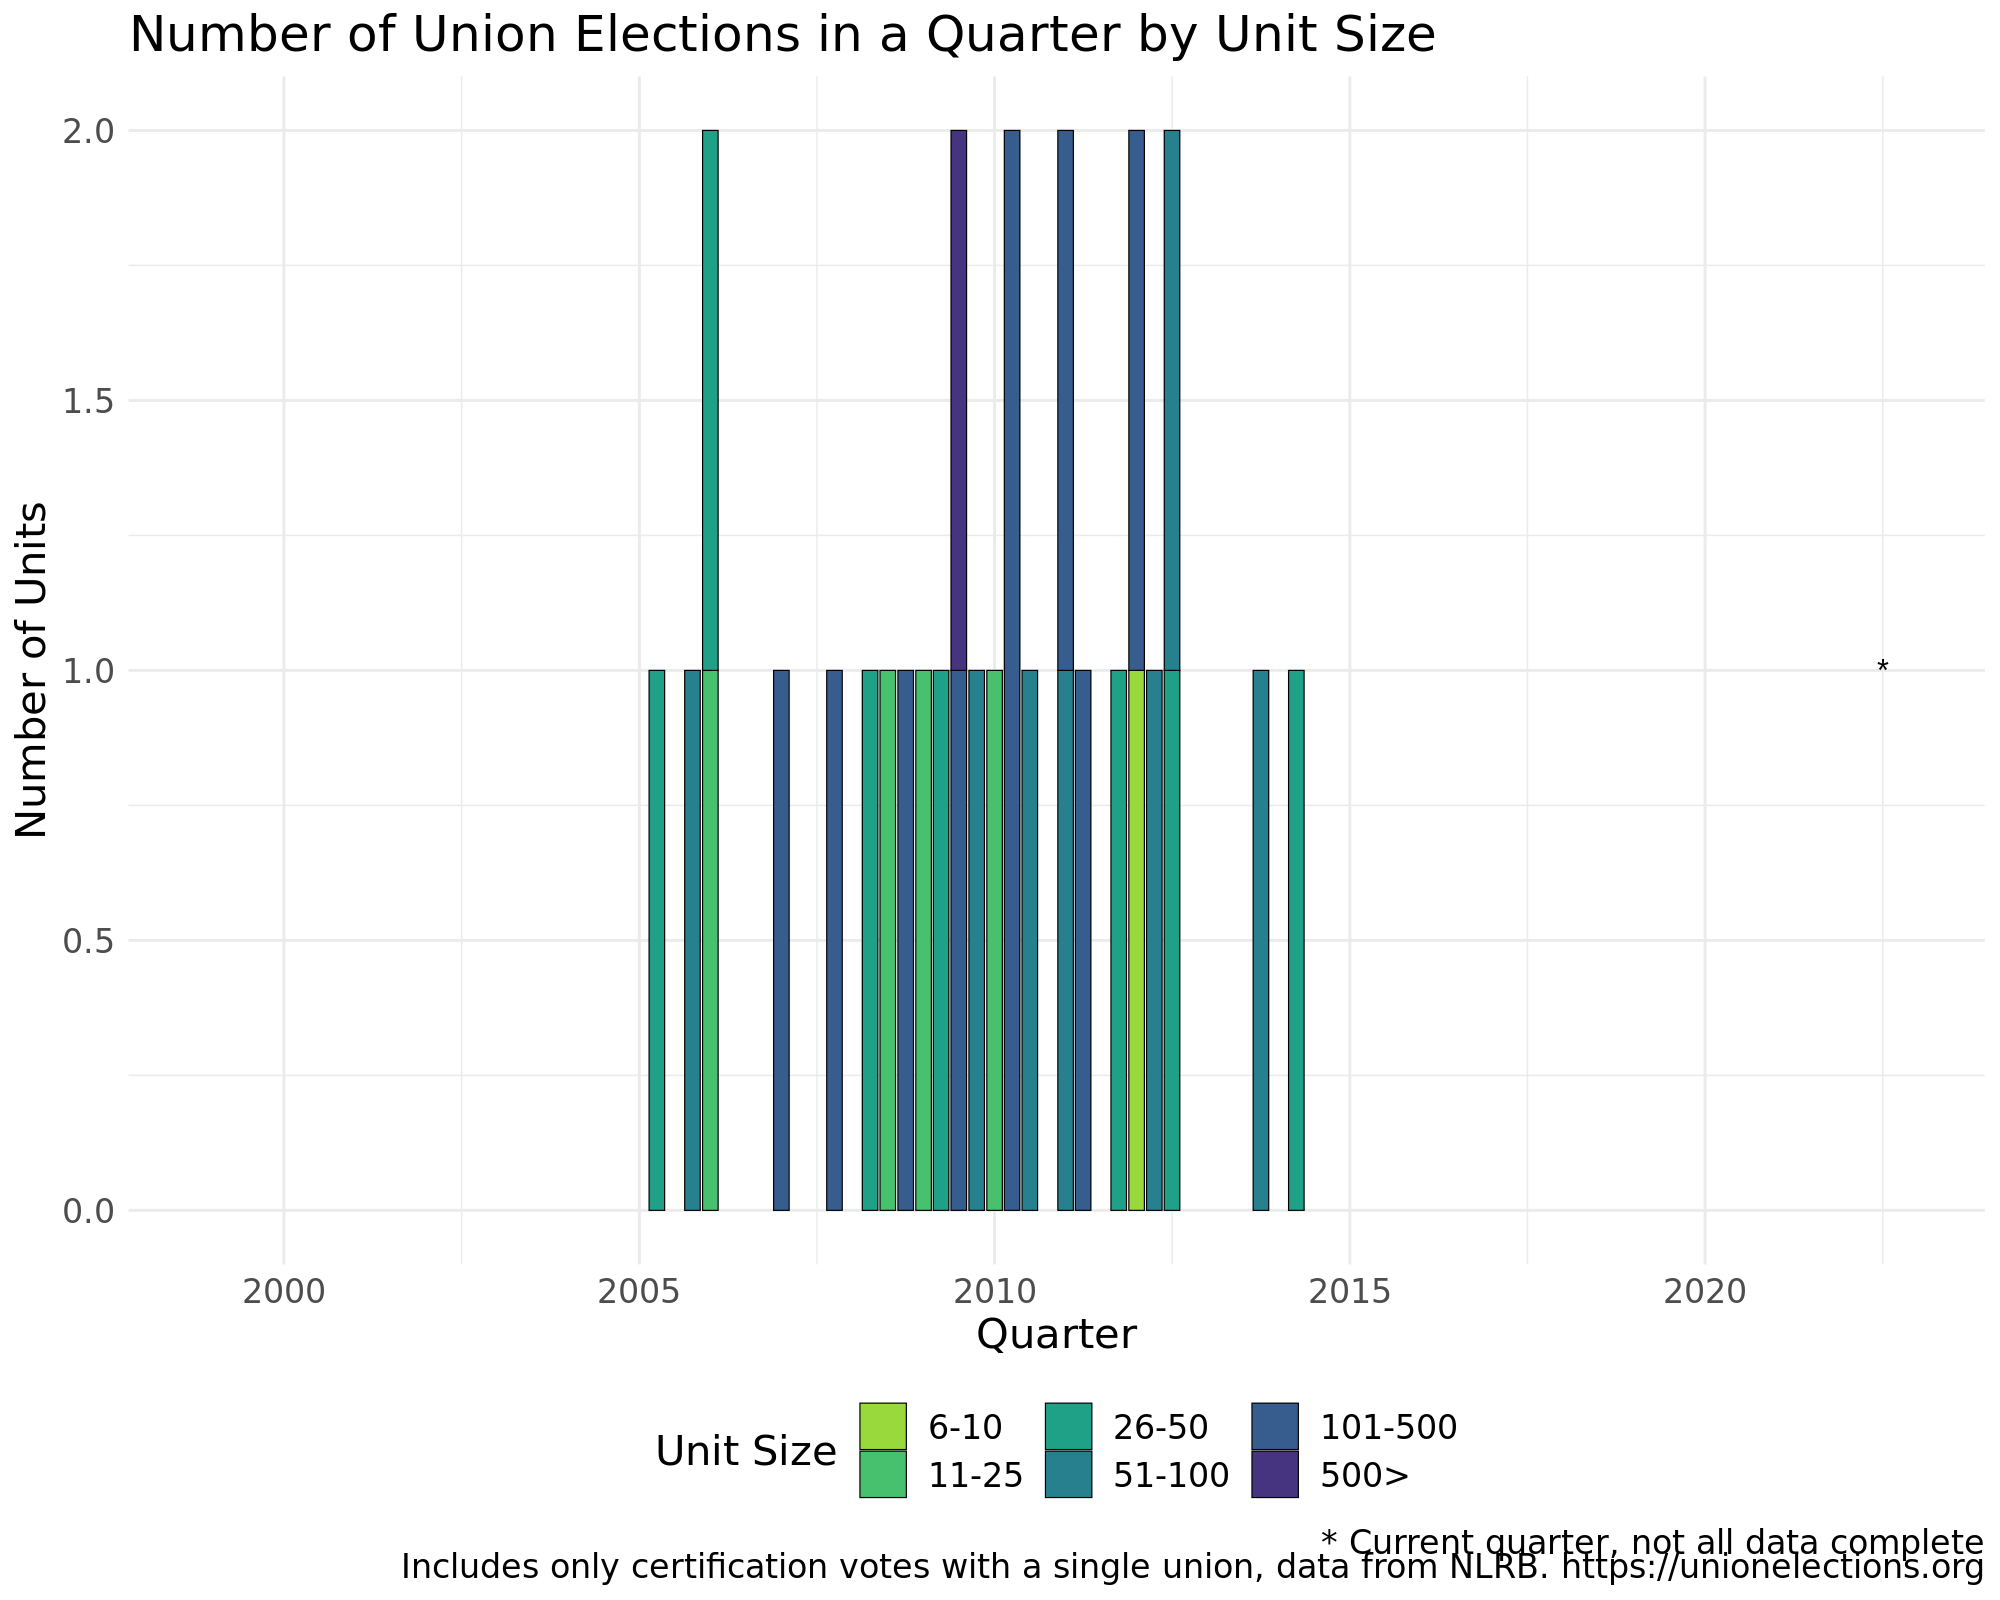 Number of Union Elections in a Quarter by Unit Size
2.0
1.5
1.0
0.5
0.0
Number of Units
*
2000 2005 2010 2015 2020
Quarter
Unit Size
6-10 26-50 101-500
11-25 51-100 500>
* Current quarter, not all data complete
Includes only certification votes with a single union, data from NLRB. https://unionelections.org